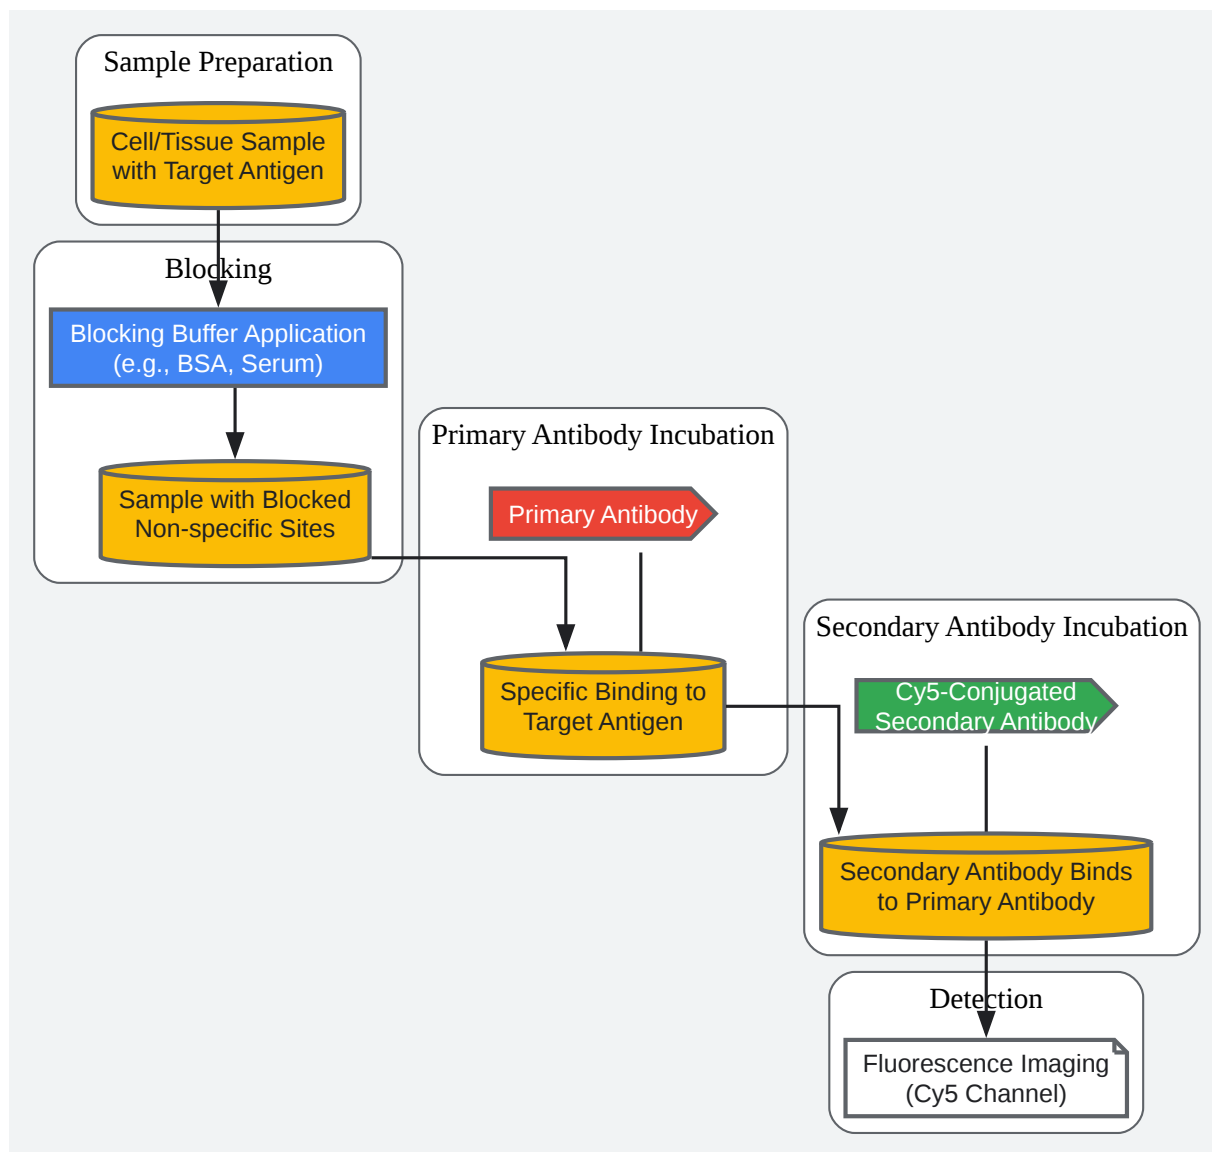 Sample Preparation
Cell/Tissue Sample
with Target Antigen
Blocking
Blocking Buffer Application
(e.g., BSA, Serum)
Sample with Blocked
Non-specific Sites
Primary Antibody Incubation
Primary Antibody
Specific Binding to
Target Antigen
Secondary Antibody Incubation
Cy5-Conjugated
Secondary Antibody
Secondary Antibody Binds
to Primary Antibody
Detection
Fluorescence Imaging
(Cy5 Channel)